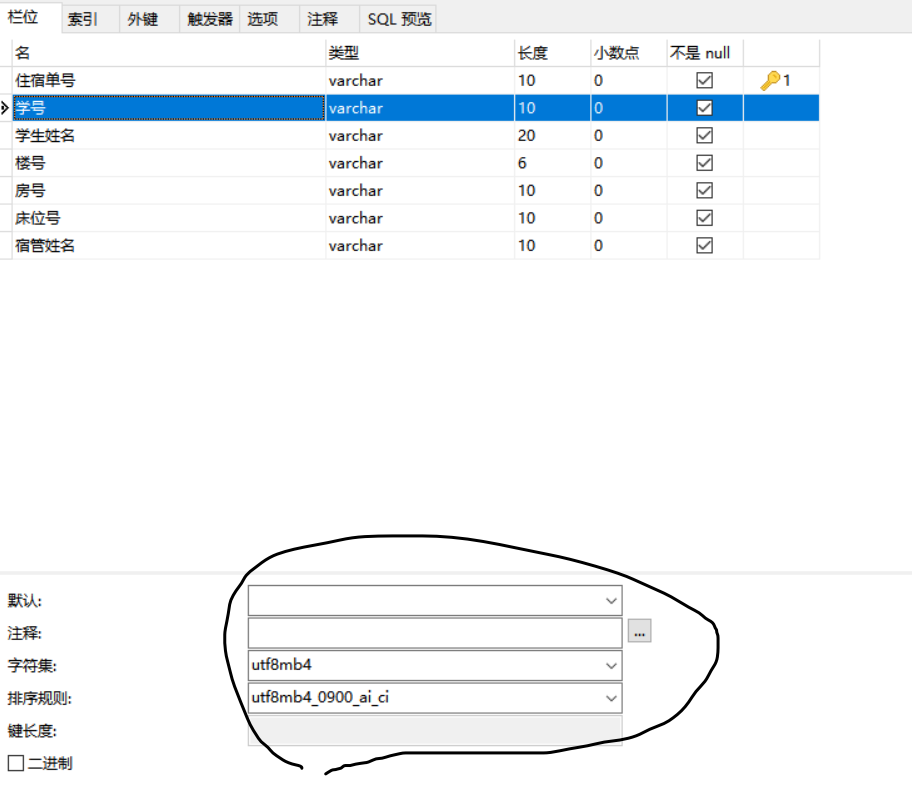 栏位 索引 外键 触发器 选项 注释 SQL 预览
名 类型 长度 小数点 不是 null
住宿单号 varchar 10 0 1
学号 varchar 10 0
学生姓名 varchar 20 0
楼号 varchar 6 0
房号 varchar 10 0
床位号 varchar 10 0
宿管姓名 varchar 10 0
默认:
注释: ...
字符集: utf8mb4
排序规则: utf8mb4_0900_ai_ci
键长度:
二进制